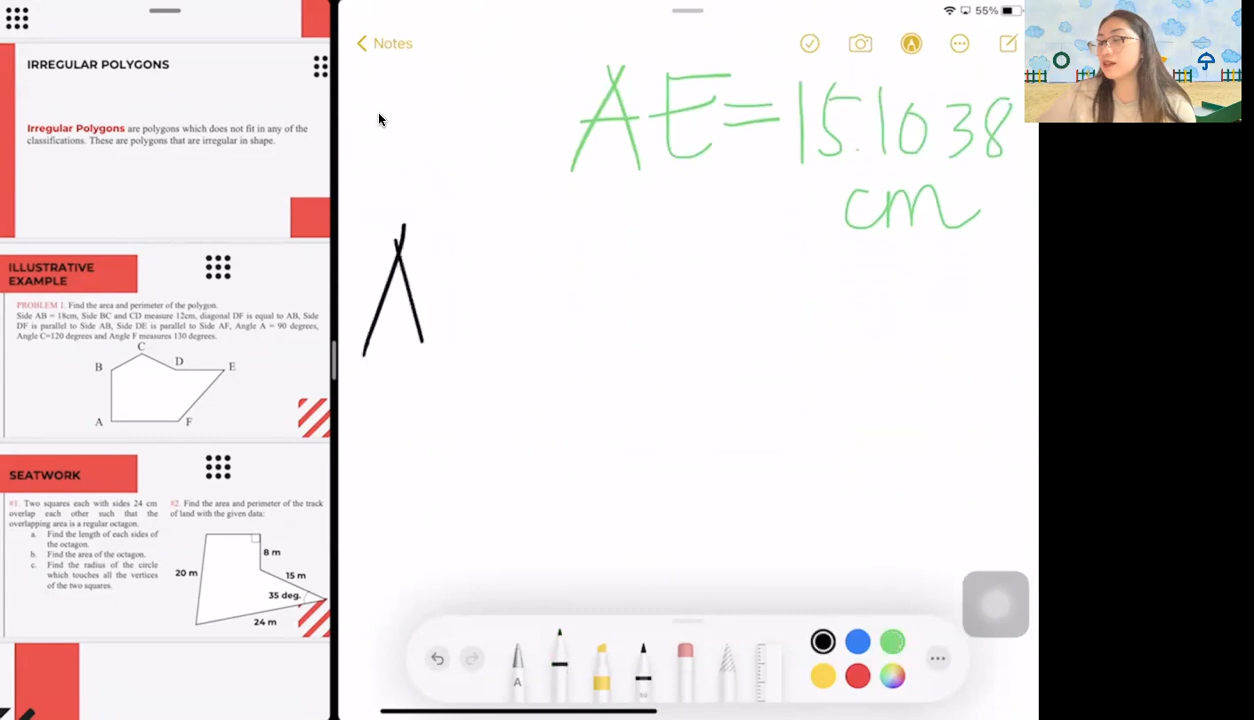 IRREGULAR POLYGONS
Irregular Polygons are polygons which does not fit in any of the
classifications. These are polygons that are irregular in shape.
ILLUSTRATIVE
EXAMPLE
PROBLEM 1. Find the area and perimeter of the polygon.
Side AB = 18cm, Side BC and CD measure 12cm, diagonal DF is equal to AB, Side
DF is parallel to Side AB, Side DE is parallel to Side AF, Angle A = 90 degrees,
Angle C=120 degrees and Angle F measures 130 degrees.
C
B
D
E
A
F
SEATWORK
#1. Two squares each with sides 24 cm
overlap each other such that the
overlapping area is a regular octagon.
a. Find the length of each sides of
the octagon.
b. Find the area of the octagon.
c. Find the radius of the circle
which touches all the vertices
of the two squares.
#2. Find the area and perimeter of the track
of land with the given data:
8 m
20 m
15 m
35 deg.
24 m
Notes
55%
AE=15.1038
cm
A